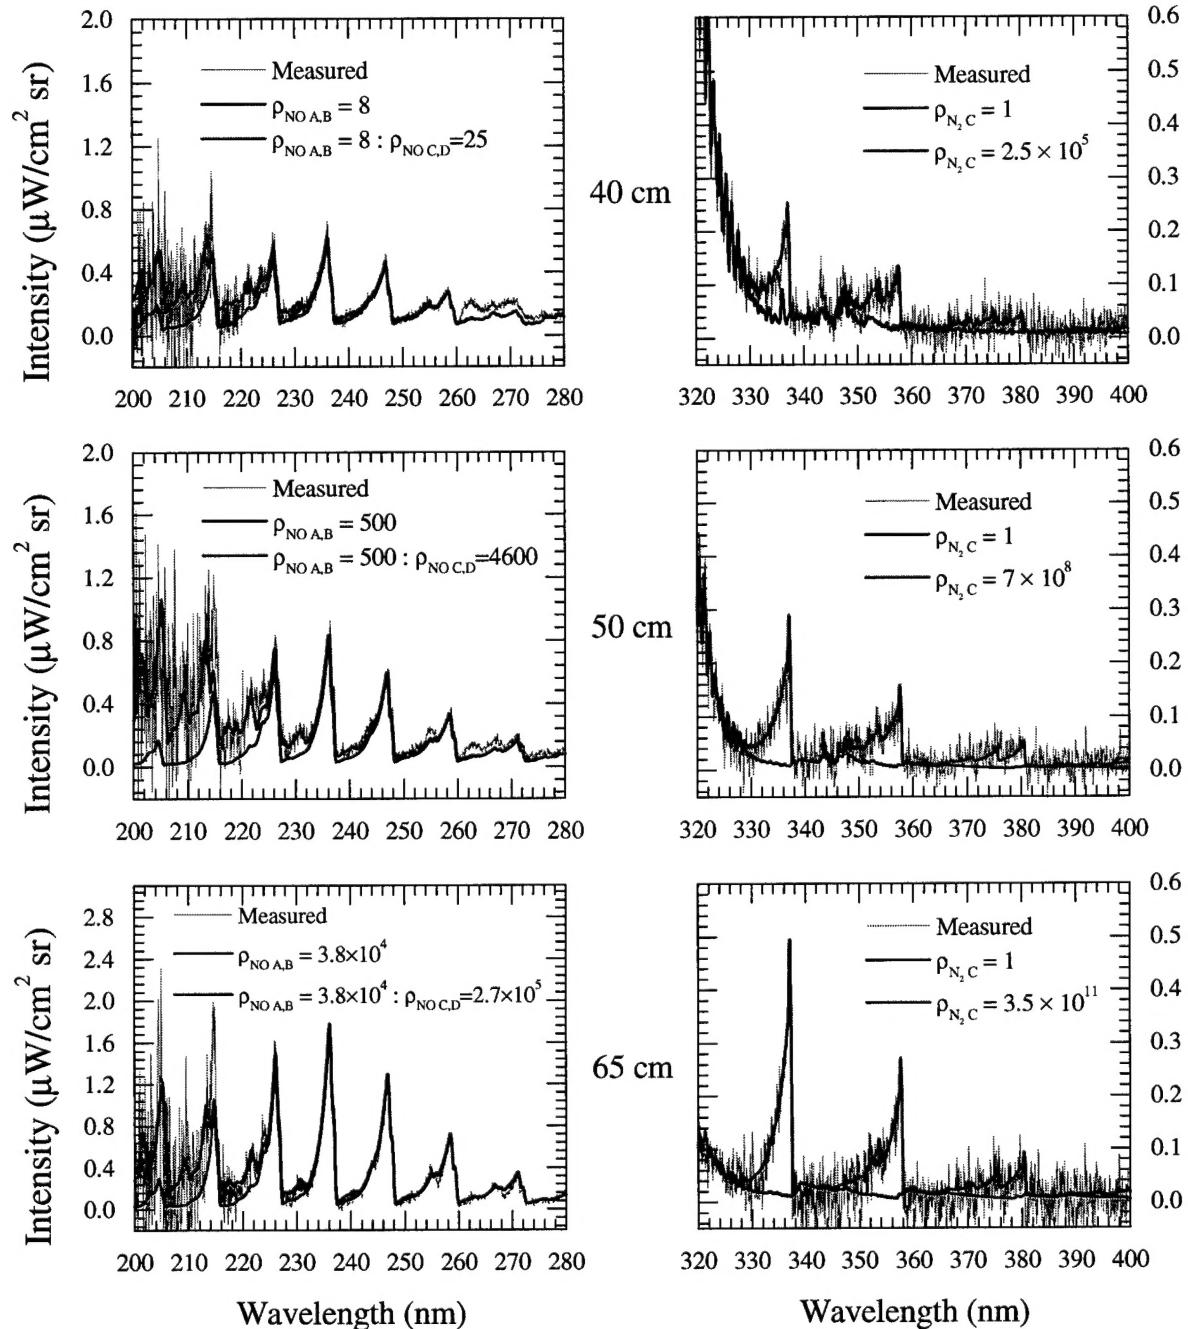 2.0
1.6
1.2
0.8
0.4
0.0
Intensity (μW/cm² sr)
Measured
ρNO A,B = 8
ρNO A,B = 8 : ρNO C,D=25
200 210 220 230 240 250 260 270 280
40 cm
Measured
ρN₂ C = 1
ρN₂ C = 2.5 × 10⁵
0.6
0.5
0.4
0.3
0.2
0.1
0.0
320 330 340 350 360 370 380 390 400
2.0
1.6
1.2
0.8
0.4
0.0
Intensity (μW/cm² sr)
Measured
ρNO A,B = 500
ρNO A,B = 500 : ρNO C,D=4600
200 210 220 230 240 250 260 270 280
50 cm
Measured
ρN₂ C = 1
ρN₂ C = 7 × 10⁸
0.6
0.5
0.4
0.3
0.2
0.1
0.0
320 330 340 350 360 370 380 390 400
2.8
2.4
2.0
1.6
1.2
0.8
0.4
0.0
Intensity (μW/cm² sr)
Measured
ρNO A,B = 3.8×10⁴
ρNO A,B = 3.8×10⁴ : ρNO C,D=2.7×10⁵
200 210 220 230 240 250 260 270 280
Wavelength (nm)
65 cm
Measured
ρN₂ C = 1
ρN₂ C = 3.5 × 10¹¹
0.6
0.5
0.4
0.3
0.2
0.1
0.0
320 330 340 350 360 370 380 390 400
Wavelength (nm)